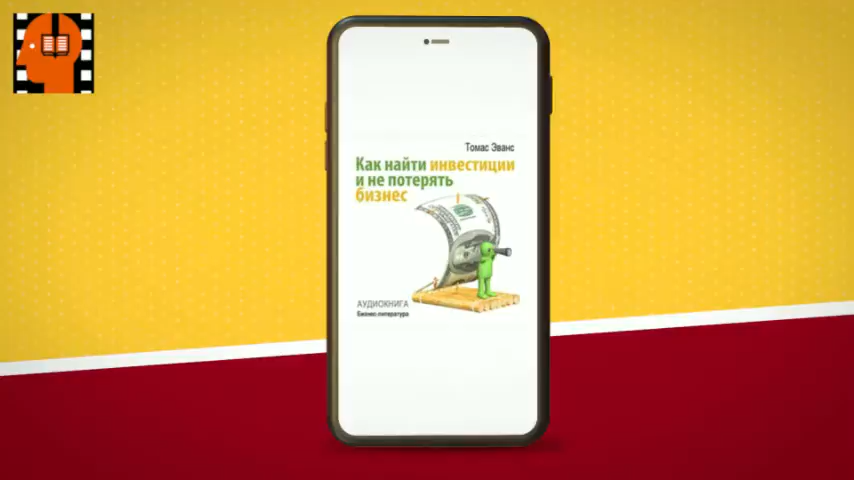 Томас Эванс
Как найти инвестиции
и не потерять
бизнес
АУДИОКНИГА
Бизнес литература